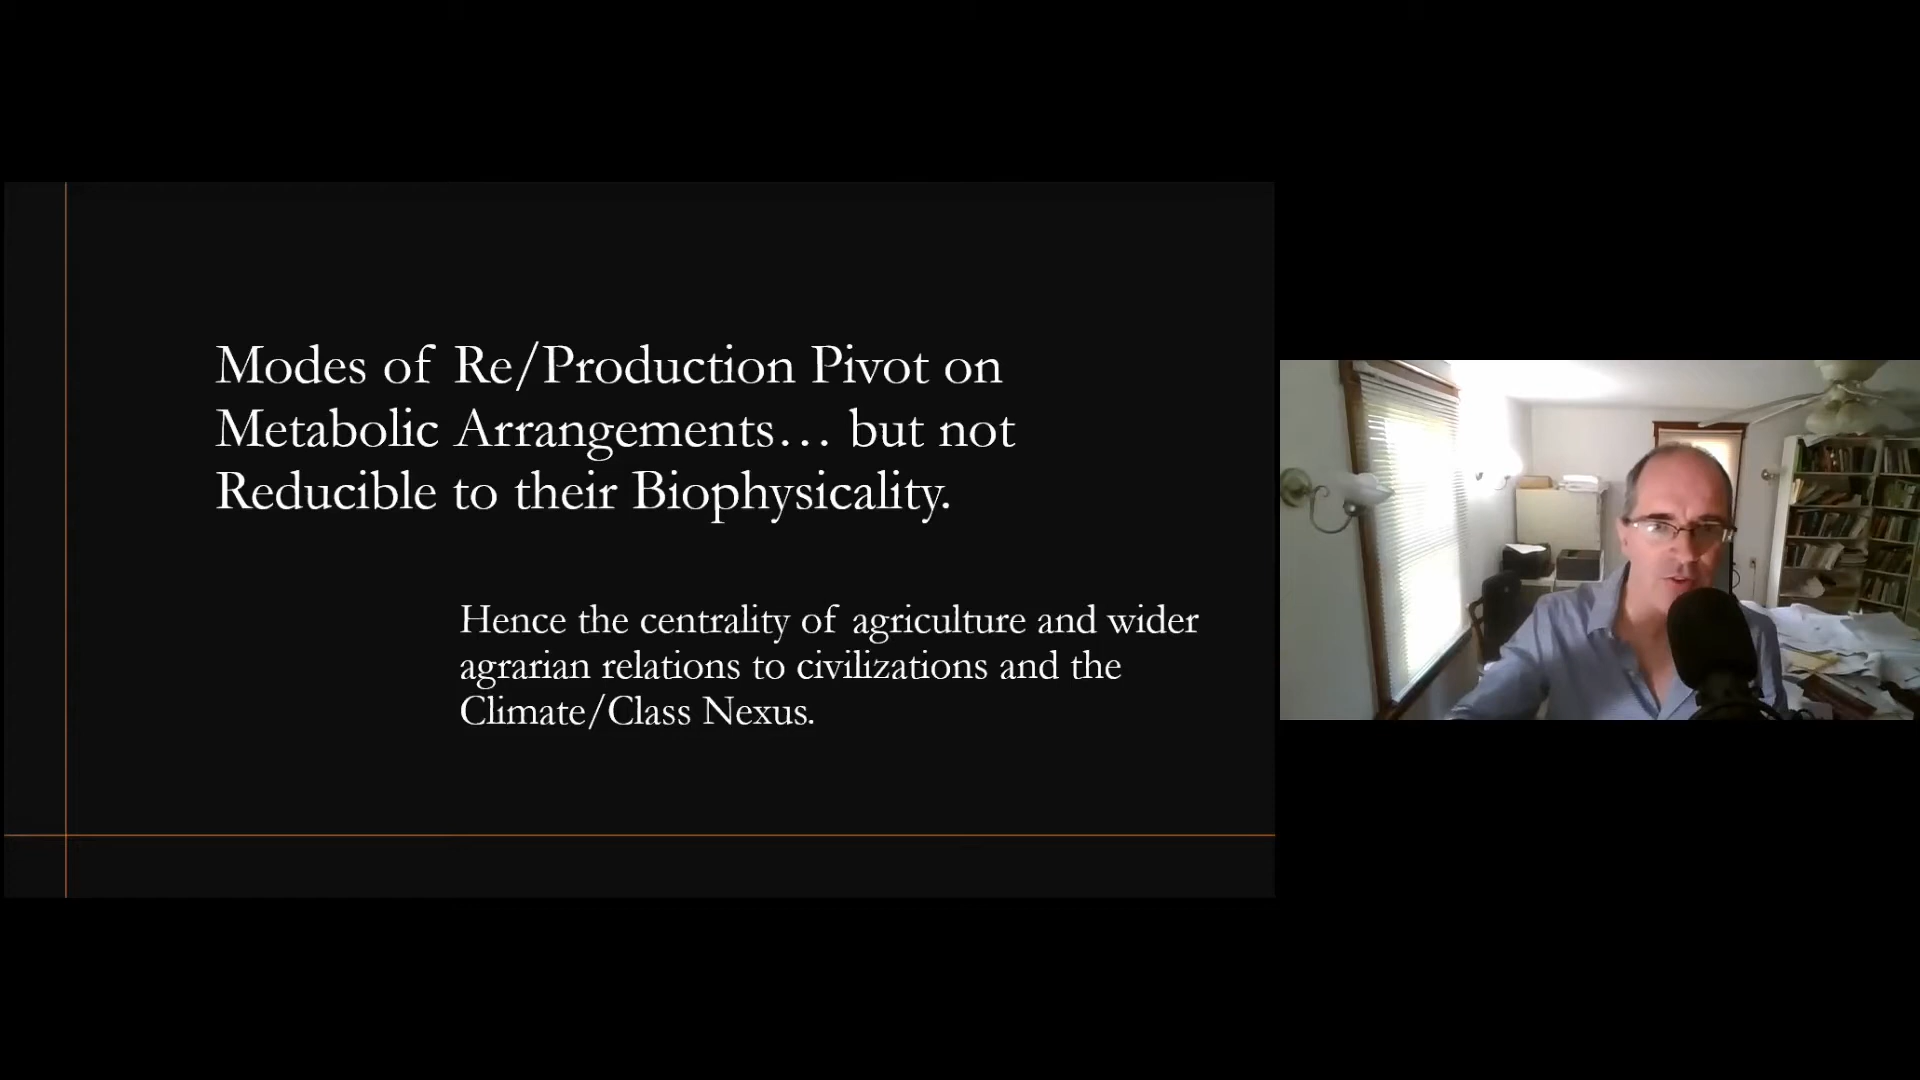 Modes of Re/Production Pivot on
Metabolic Arrangements… but not
Reducible to their Biophysicality.
Hence the centrality of agriculture and wider
agrarian relations to civilizations and the
Climate/Class Nexus.